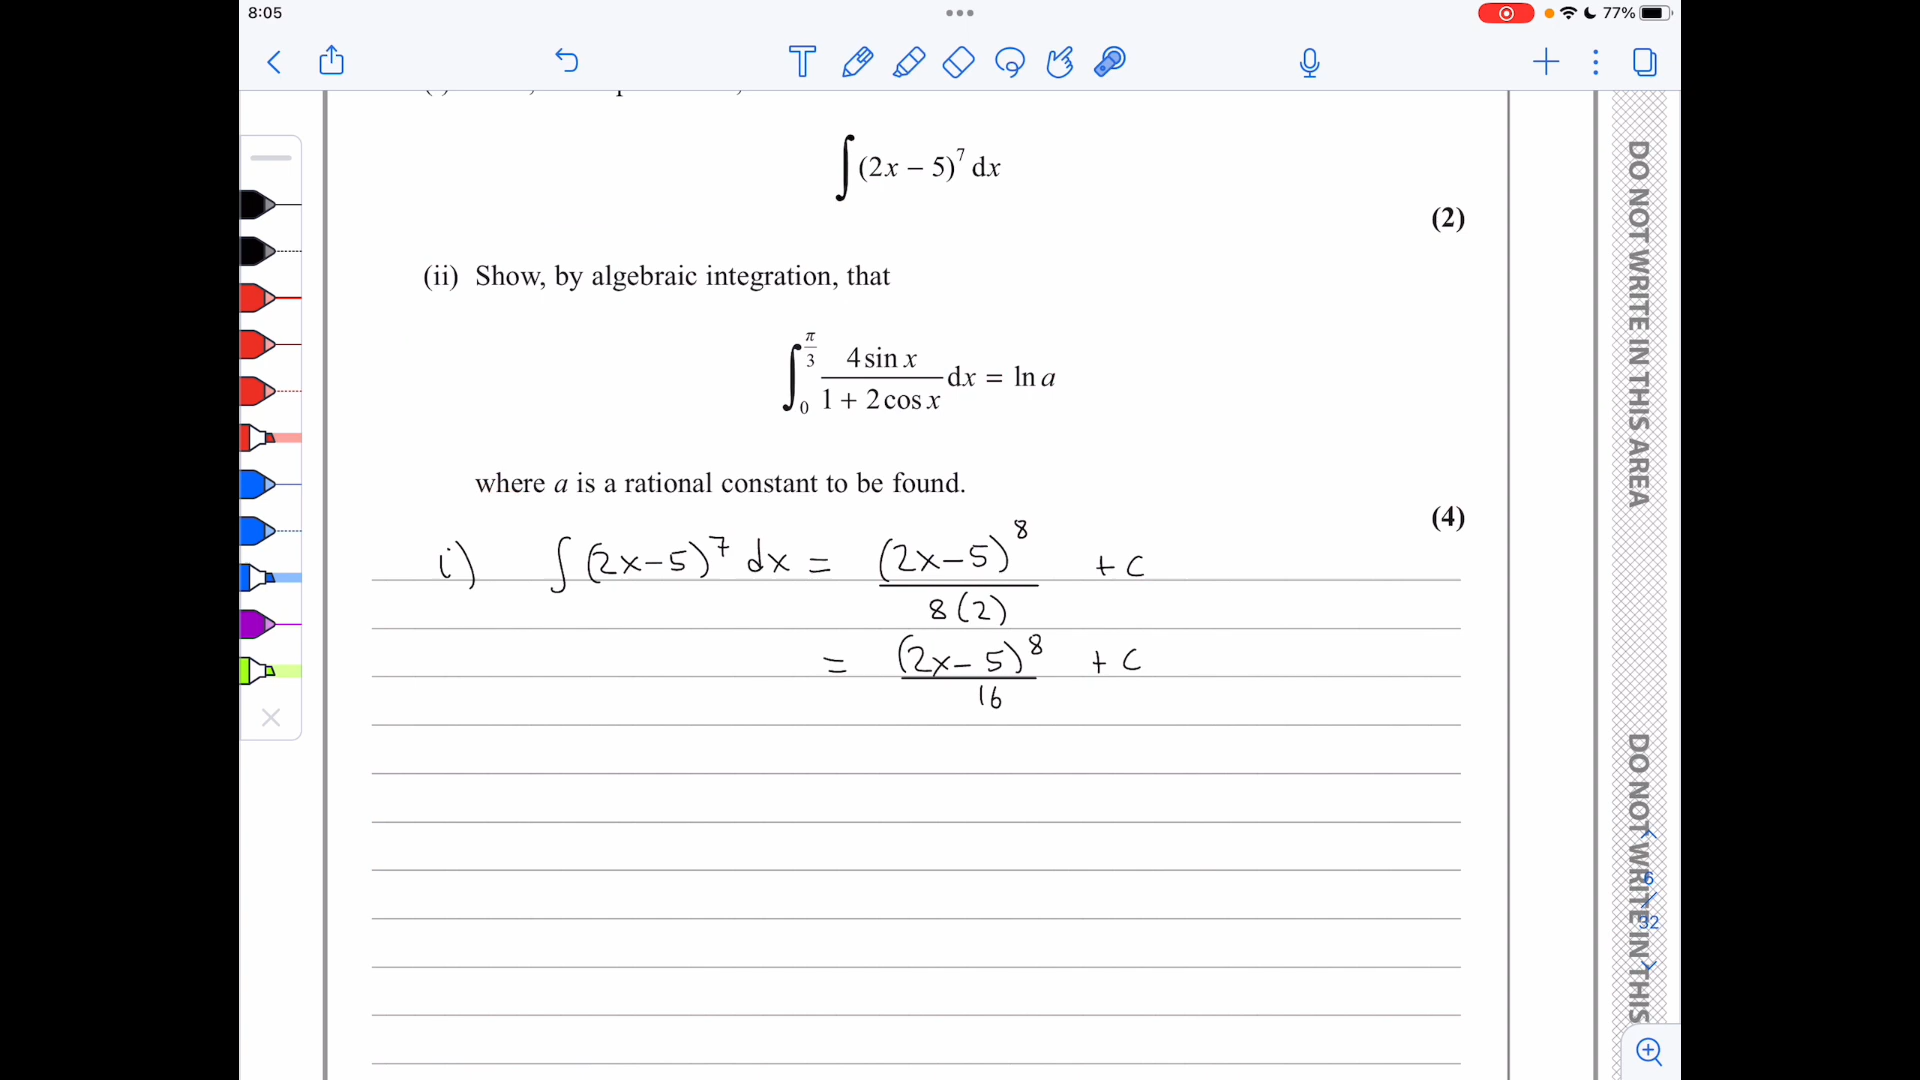 8:05
77%
∫(2x − 5)⁷ dx
(2)
(ii) Show, by algebraic integration, that
∫₀^(π/3) (4 sin x)/(1 + 2 cos x) dx = ln a
where a is a rational constant to be found.
(4)
i) ∫(2x−5)⁷ dx = (2x−5)⁸/8(2) + c
= (2x−5)⁸/16 + c
DO NOT WRITE IN THIS AREA
DO NOT WRITE IN THIS
6
/
32